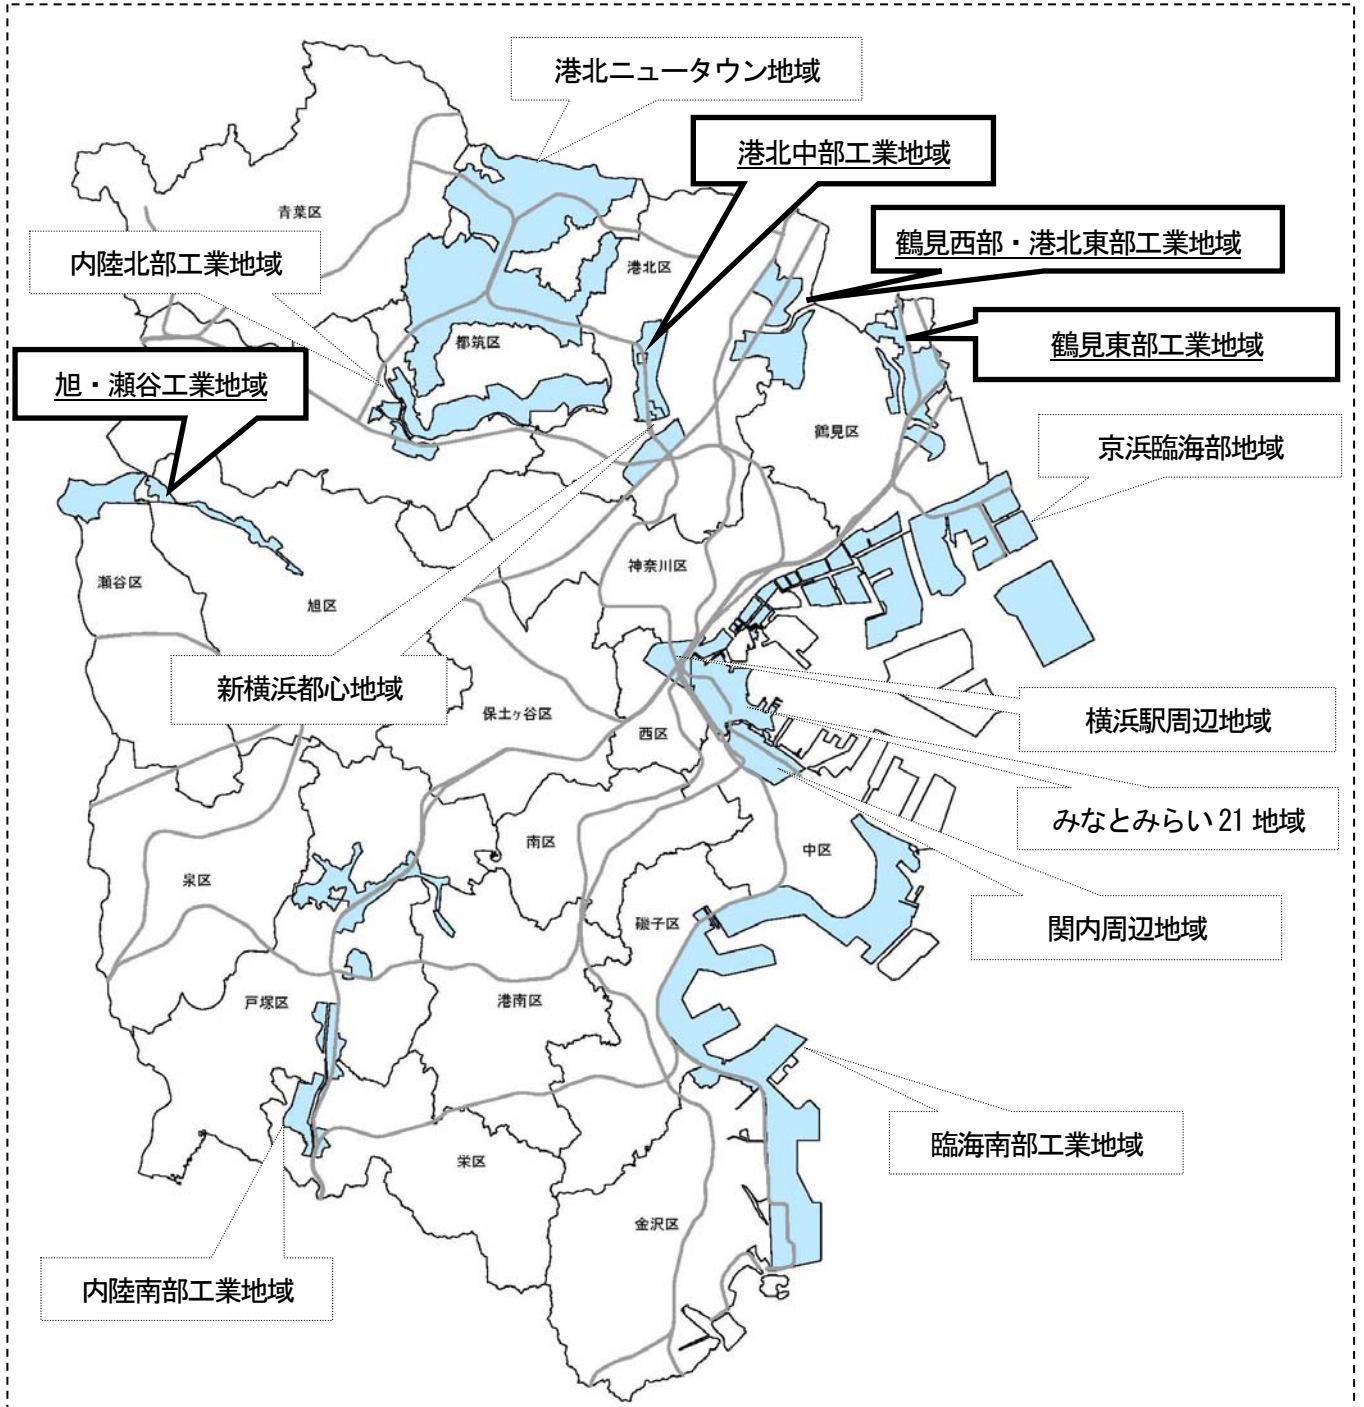 港北ニュータウン地域
港北中部工業地域
青葉区
鶴見西部・港北東部工業地域
内陸北部工業地域
港北区
鶴見東部工業地域
都筑区
旭・瀬谷工業地域
鶴見区
京浜臨海部地域
神奈川区
瀬谷区
旭区
新横浜都心地域
保土ヶ谷区
横浜駅周辺地域
西区
みなとみらい21地域
南区
中区
泉区
磯子区
関内周辺地域
戸塚区
港南区
臨海南部工業地域
栄区
金沢区
内陸南部工業地域